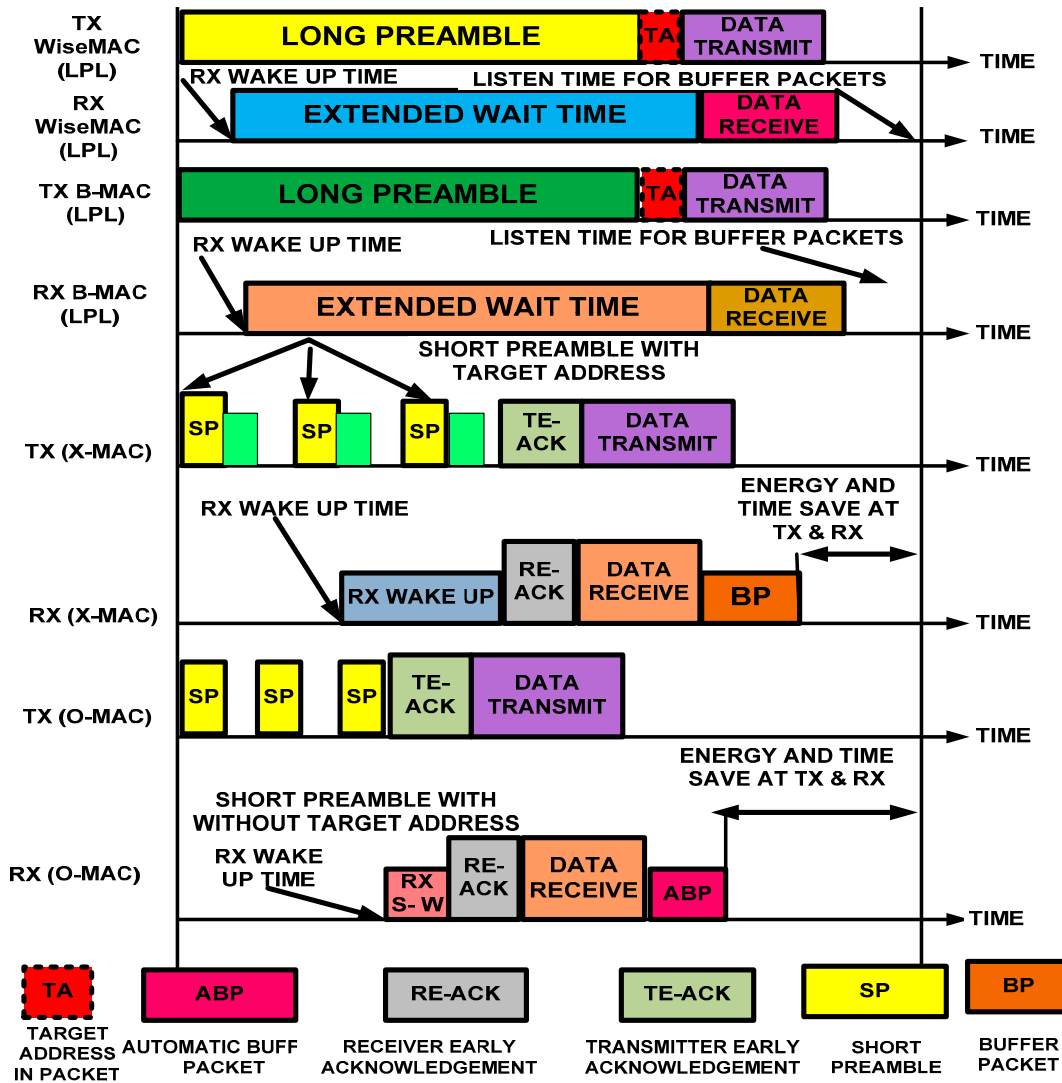 TX
WiseMAC
(LPL)
LONG PREAMBLE
TA
DATA
TRANSMIT
TIME
RX WAKE UP TIME
LISTEN TIME FOR BUFFER PACKETS
RX
WiseMAC
(LPL)
EXTENDED WAIT TIME
DATA
RECEIVE
TIME
TX B-MAC
(LPL)
LONG PREAMBLE
TA
DATA
TRANSMIT
TIME
RX WAKE UP TIME
LISTEN TIME FOR BUFFER PACKETS
RX B-MAC
(LPL)
EXTENDED WAIT TIME
DATA
RECEIVE
TIME
SHORT PREAMBLE WITH
TARGET ADDRESS
TX (X-MAC)
SP
SP
SP
TE-
ACK
DATA
TRANSMIT
TIME
RX WAKE UP TIME
ENERGY AND
TIME SAVE AT
TX & RX
RX (X-MAC)
RX WAKE UP
RE-
ACK
DATA
RECEIVE
BP
TIME
TX (O-MAC)
SP
SP
SP
TE-
ACK
DATA
TRANSMIT
TIME
ENERGY AND TIME
SAVE AT TX & RX
SHORT PREAMBLE WITH
WITHOUT TARGET ADDRESS
RX WAKE
UP TIME
RX (O-MAC)
RX
S- W
RE-
ACK
DATA
RECEIVE
ABP
TIME
TA
ABP
RE-ACK
TE-ACK
SP
BP
TARGET
ADDRESS
IN PACKET
AUTOMATIC BUFF
PACKET
RECEIVER EARLY
ACKNOWLEDGEMENT
TRANSMITTER EARLY
ACKNOWLEDGEMENT
SHORT
PREAMBLE
BUFFER
PACKET